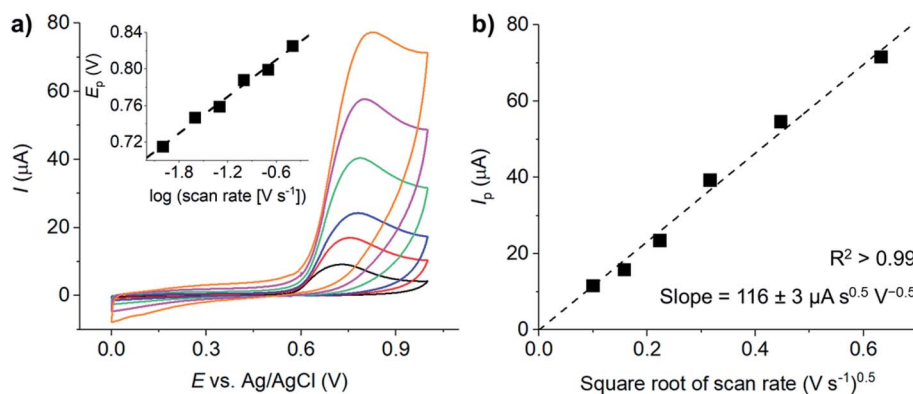 a)
80
60
40
20
0
I (µA)
0.0
0.3
0.6
0.9
E vs. Ag/AgCl (V)
0.84
0.80
0.76
0.72
Eₚ (V)
-1.8
-1.2
-0.6
log (scan rate [V s⁻¹])
b)
80
60
40
20
0
Iₚ (µA)
R² > 0.99
Slope = 116 ± 3 µA s⁰·⁵ V⁻⁰·⁵
0.0
0.2
0.4
0.6
Square root of scan rate (V s⁻¹)⁰·⁵